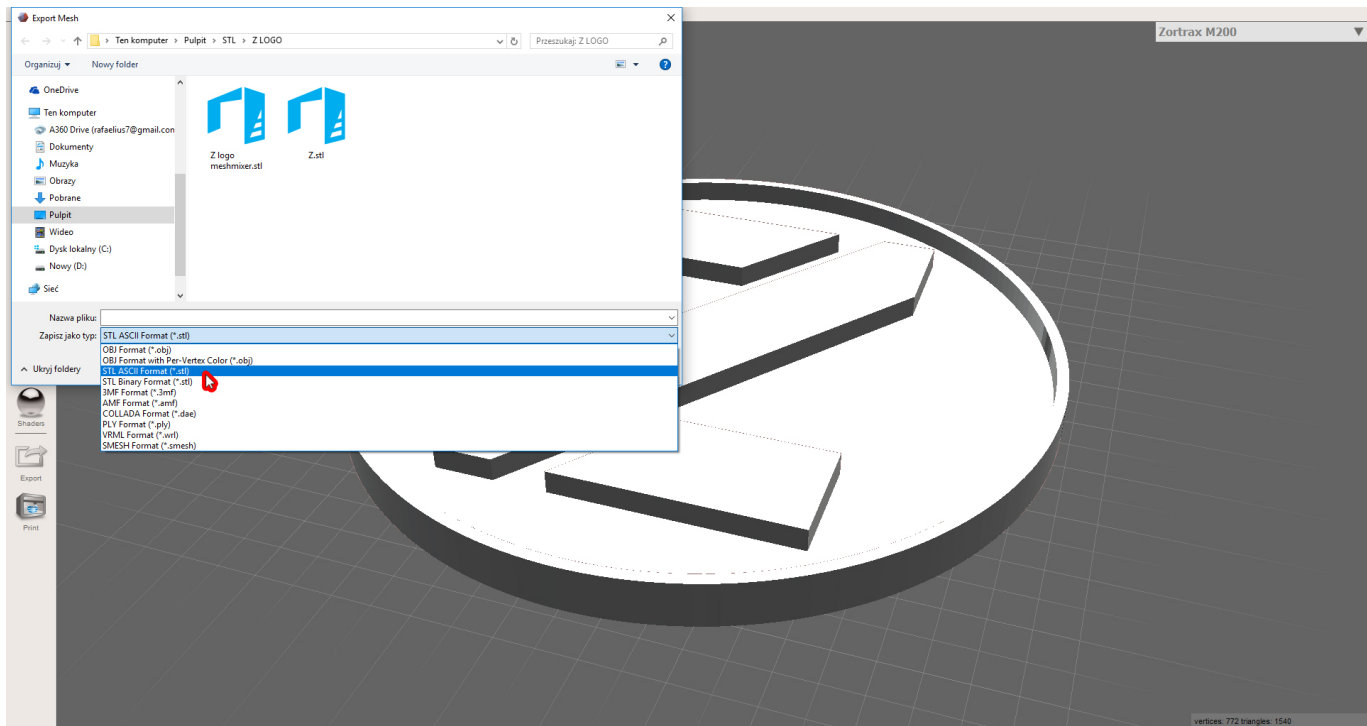 Export Mesh
Zortrax M200
Ten komputer > Pulpit > STL > Z LOGO
Przeszukaj: Z LOGO
Organizuj
Nowy folder
OneDrive
Ten komputer
A360 Drive (rafaelius7@gmail.con
Dokumenty
Muzyka
Obrazy
Pobrane
Pulpit
Wideo
Dysk lokalny (C:)
Nowy (D:)
Sieć
Z logo
meshmixer.stl
Z.stl
Nazwa pliku:
Zapisz jako typ: STL ASCII Format (*.stl)
OBJ Format (*.obj)
OBJ Format with Per-Vertex Color (*.obj)
STL ASCII Format (*.stl)
STL Binary Format (*.stl)
3MF Format (*.3mf)
AMF Format (*.amf)
COLLADA Format (*.dae)
PLY Format (*.ply)
VRML Format (*.wrl)
SMESH Format (*.smesh)
Ukryj foldery
Shaders
Export
Print
vertices: 772 triangles: 1540